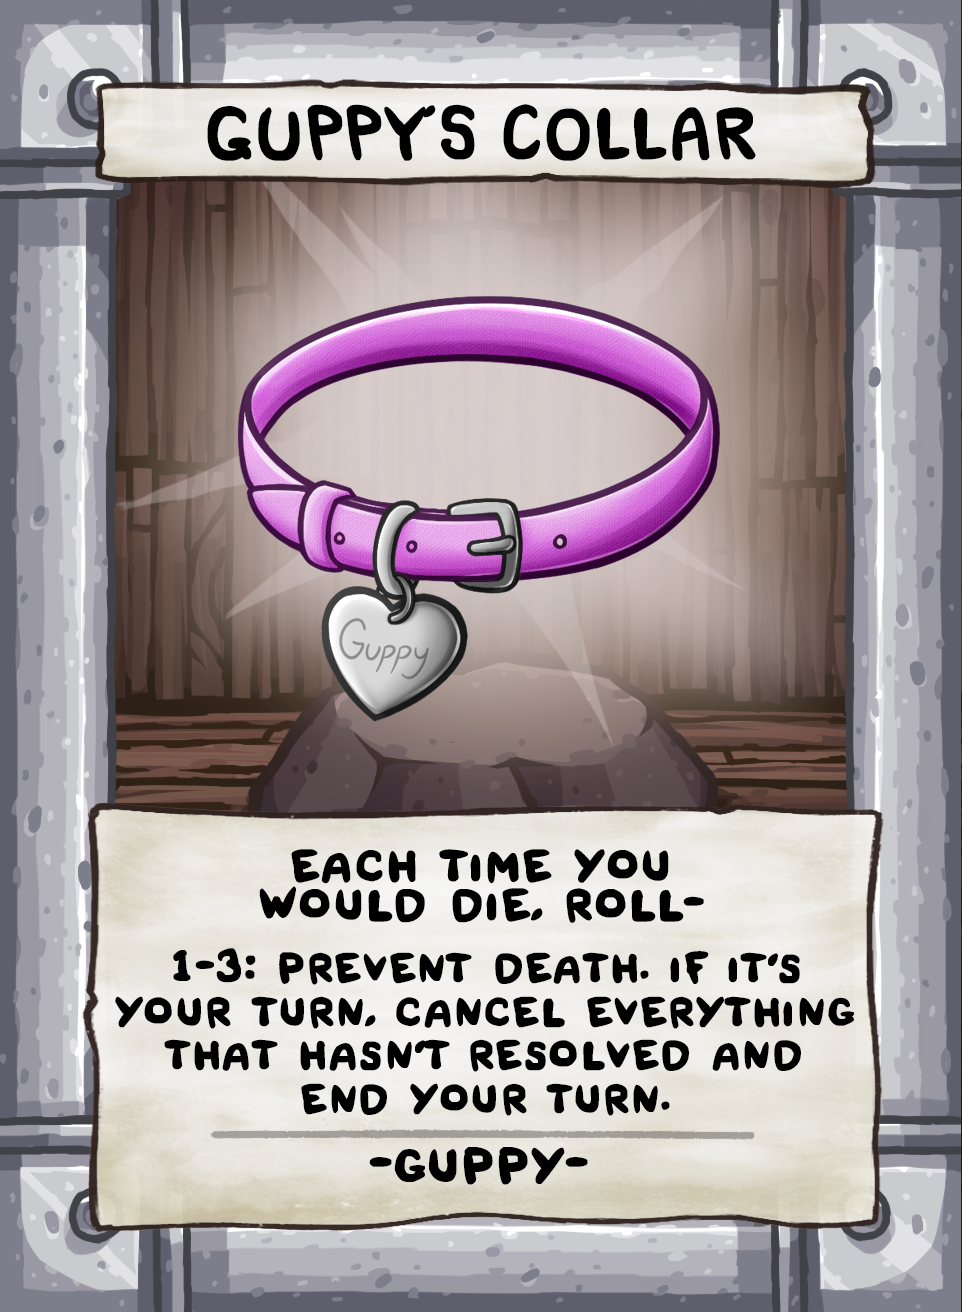 GUPPY'S COLLAR
Guppy
EACH TIME YOU
WOULD DIE, ROLL-
1-3: PREVENT DEATH. IF IT'S
YOUR TURN, CANCEL EVERYTHING
THAT HASN'T RESOLVED AND
END YOUR TURN.
-GUPPY-